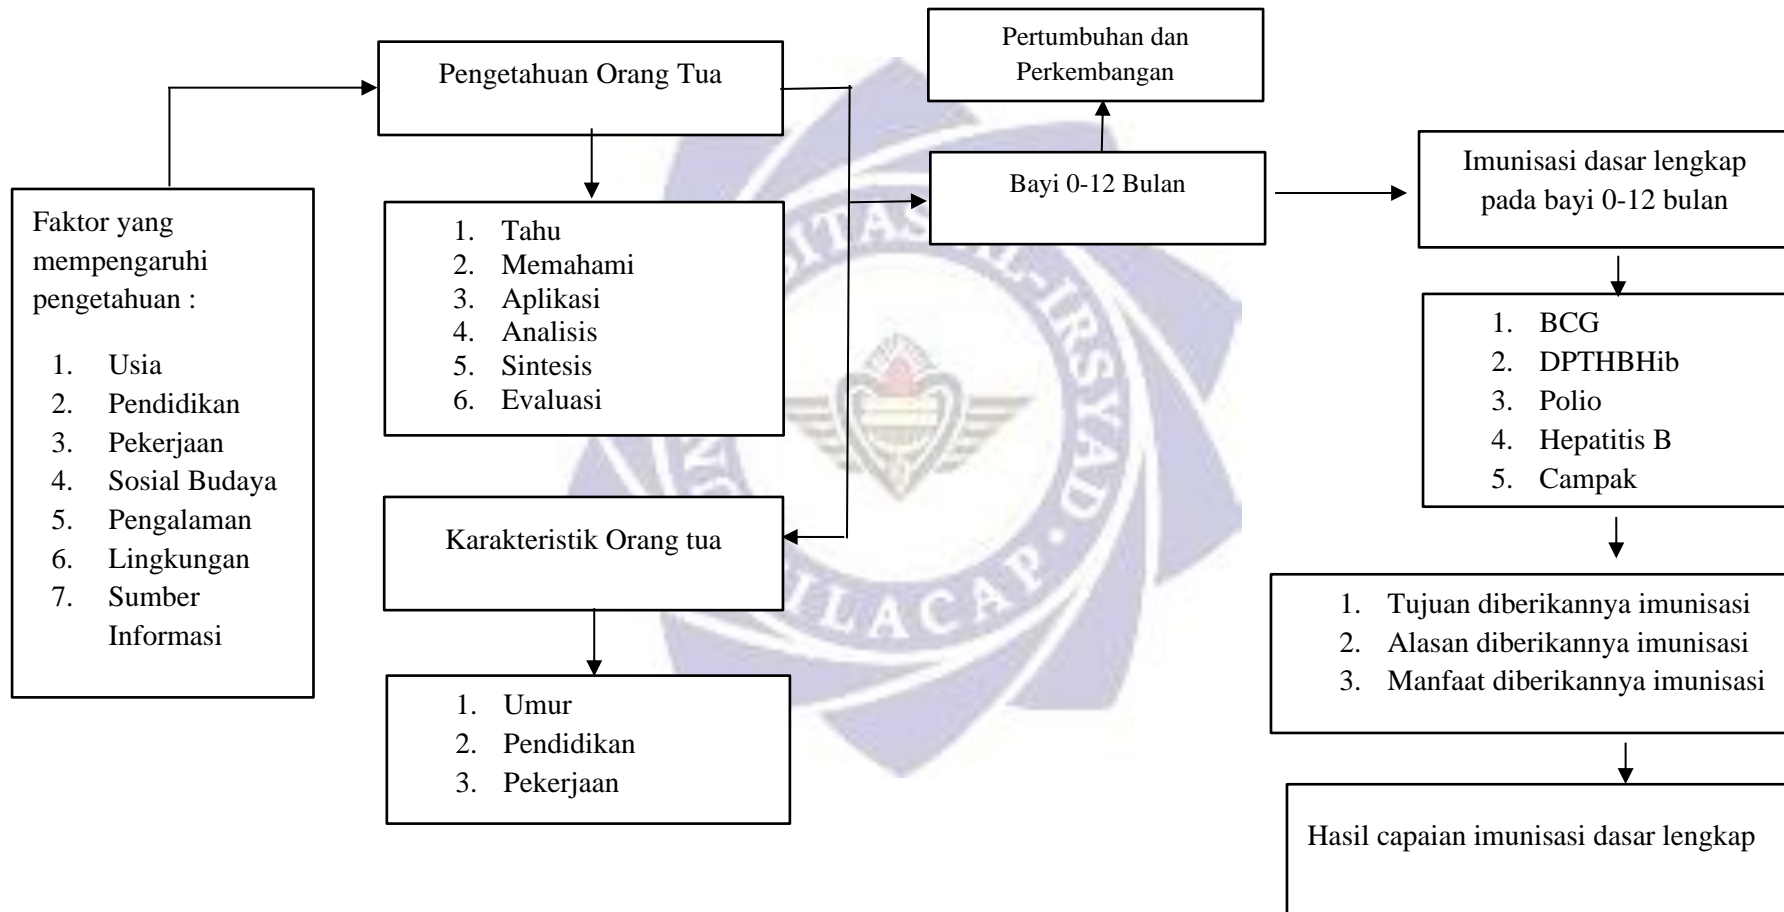 Pengetahuan Orang Tua
Pertumbuhan dan
Perkembangan
Faktor yang
mempengaruhi
pengetahuan :
1. Usia
2. Pendidikan
3. Pekerjaan
4. Sosial Budaya
5. Pengalaman
6. Lingkungan
7. Sumber
Informasi
1. Tahu
2. Memahami
3. Aplikasi
4. Analisis
5. Sintesis
6. Evaluasi
Bayi 0-12 Bulan
Imunisasi dasar lengkap
pada bayi 0-12 bulan
1. BCG
2. DPTHBHib
3. Polio
4. Hepatitis B
5. Campak
Karakteristik Orang tua
1. Umur
2. Pendidikan
3. Pekerjaan
1. Tujuan diberikannya imunisasi
2. Alasan diberikannya imunisasi
3. Manfaat diberikannya imunisasi
Hasil capaian imunisasi dasar lengkap